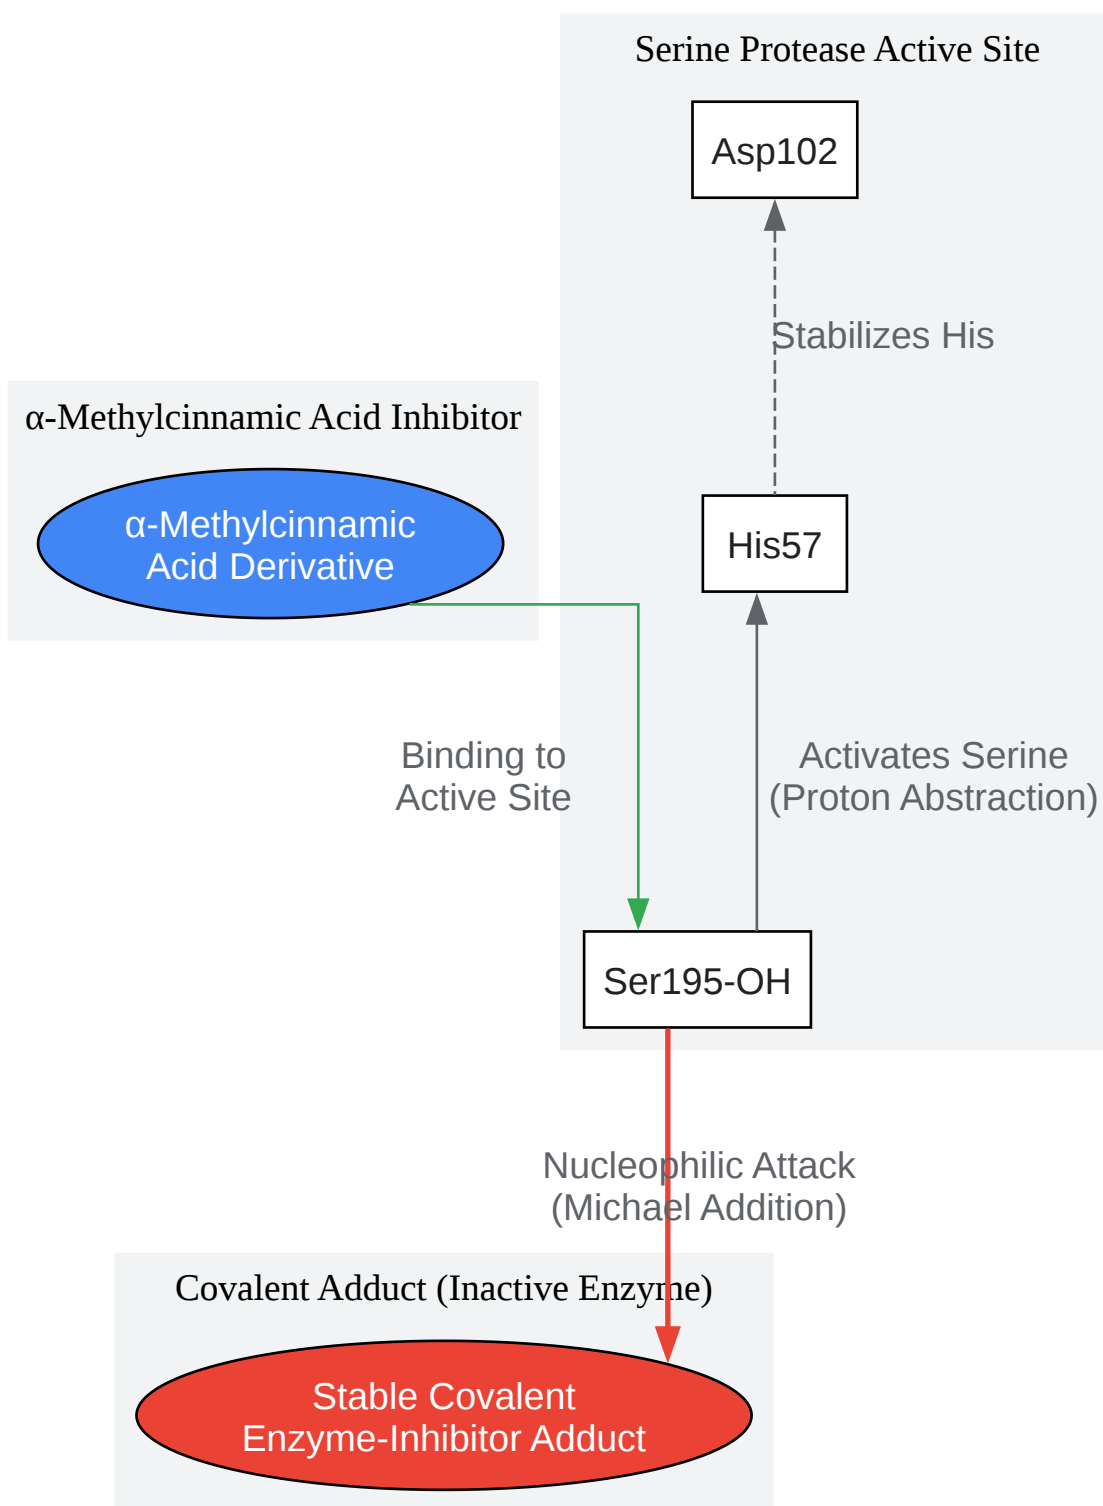 Serine Protease Active Site
Asp102
Stabilizes His
α-Methylcinnamic Acid Inhibitor
α-Methylcinnamic
Acid Derivative
His57
Binding to
Active Site
Activates Serine
(Proton Abstraction)
Ser195-OH
Nucleophilic Attack
(Michael Addition)
Covalent Adduct (Inactive Enzyme)
Stable Covalent
Enzyme-Inhibitor Adduct